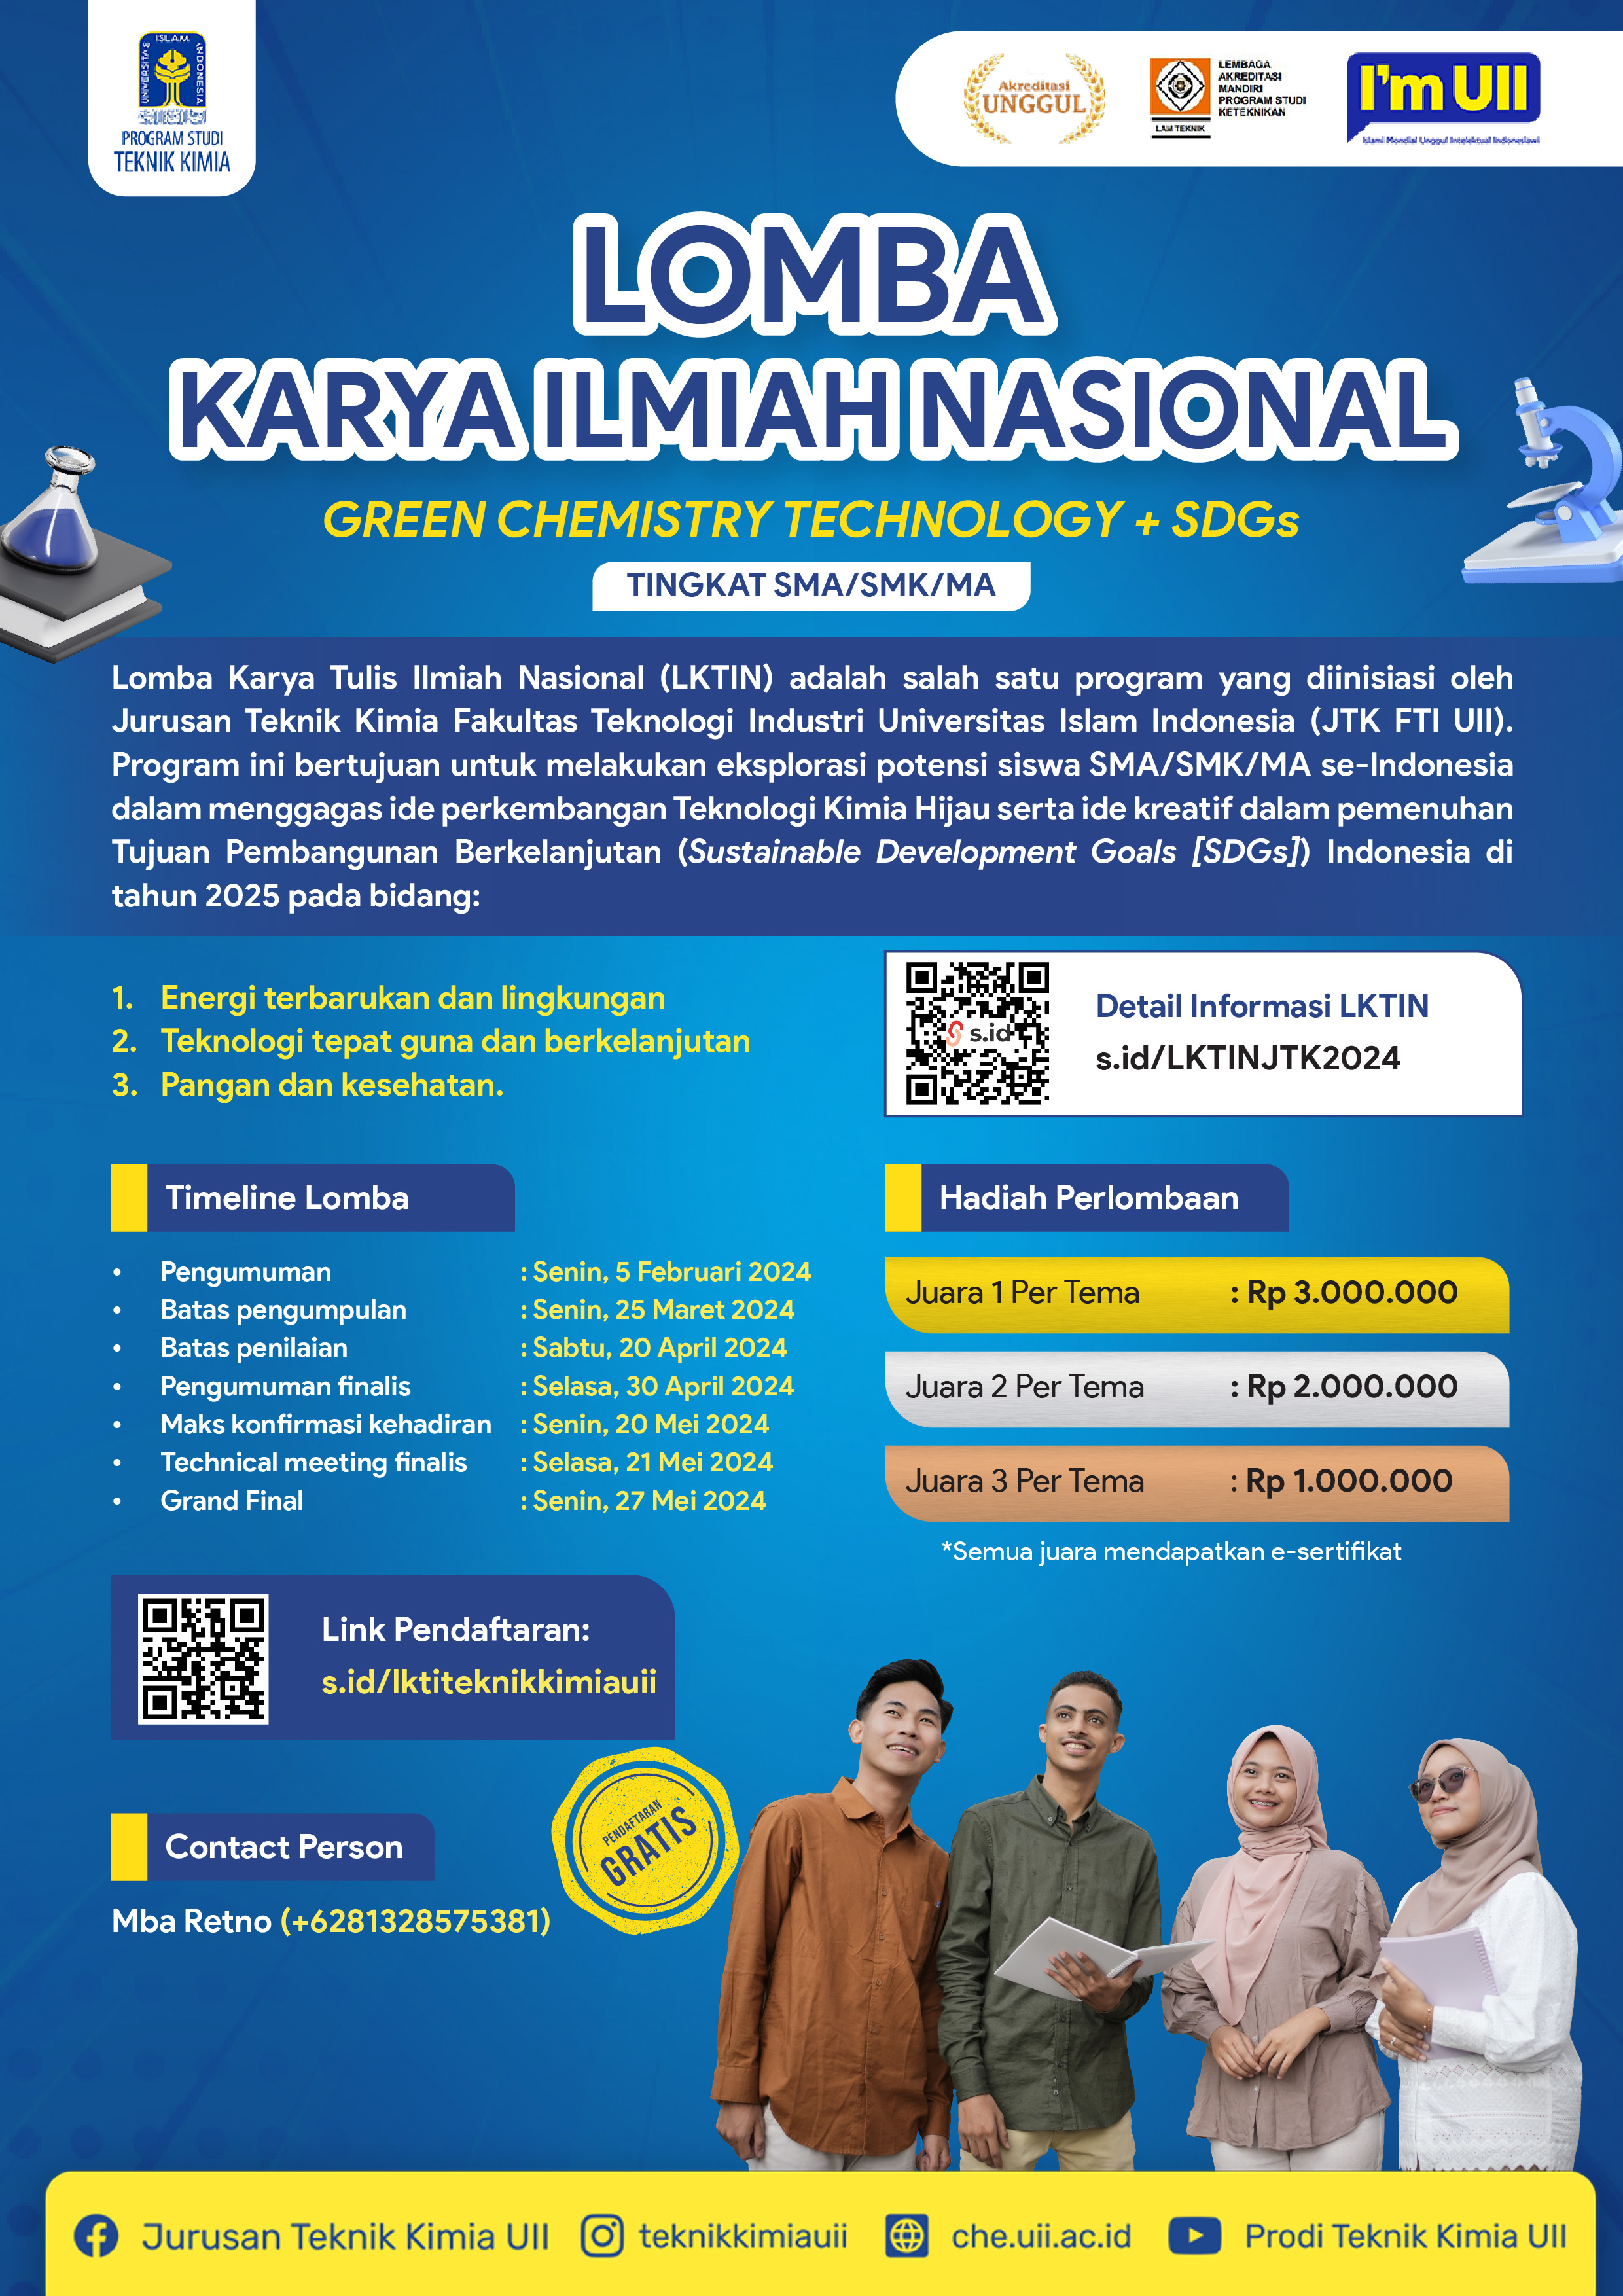 UNIVERSITAS ISLAM INDONESIA
PROGRAM STUDI
TEKNIK KIMIA
Akreditasi
UNGGUL
LEMBAGA
AKREDITASI
MANDIRI
PROGRAM STUDI
KETEKNIKAN
LAM TEKNIK
I'm UII
Islami Mondial Unggul Intelektual Indonesiawi
LOMBA
KARYA ILMIAH NASIONAL
GREEN CHEMISTRY TECHNOLOGY + SDGs
TINGKAT SMA/SMK/MA
Lomba Karya Tulis Ilmiah Nasional (LKTIN) adalah salah satu program yang diinisiasi oleh
Jurusan Teknik Kimia Fakultas Teknologi Industri Universitas Islam Indonesia (JTK FTI UII).
Program ini bertujuan untuk melakukan eksplorasi potensi siswa SMA/SMK/MA se-Indonesia
dalam menggagas ide perkembangan Teknologi Kimia Hijau serta ide kreatif dalam pemenuhan
Tujuan Pembangunan Berkelanjutan (Sustainable Development Goals [SDGs]) Indonesia di
tahun 2025 pada bidang:
1. Energi terbarukan dan lingkungan
2. Teknologi tepat guna dan berkelanjutan
3. Pangan dan kesehatan.
s.id
Detail Informasi LKTIN
s.id/LKTINJTK2024
Timeline Lomba
• Pengumuman : Senin, 5 Februari 2024
• Batas pengumpulan : Senin, 25 Maret 2024
• Batas penilaian : Sabtu, 20 April 2024
• Pengumuman finalis : Selasa, 30 April 2024
• Maks konfirmasi kehadiran : Senin, 20 Mei 2024
• Technical meeting finalis : Selasa, 21 Mei 2024
• Grand Final : Senin, 27 Mei 2024
Hadiah Perlombaan
Juara 1 Per Tema : Rp 3.000.000
Juara 2 Per Tema : Rp 2.000.000
Juara 3 Per Tema : Rp 1.000.000
*Semua juara mendapatkan e-sertifikat
Link Pendaftaran:
s.id/lktiteknikkimiauii
PENDAFTARAN
GRATIS
Contact Person
Mba Retno (+6281328575381)
Jurusan Teknik Kimia UII teknikkimiauii che.uii.ac.id Prodi Teknik Kimia UII